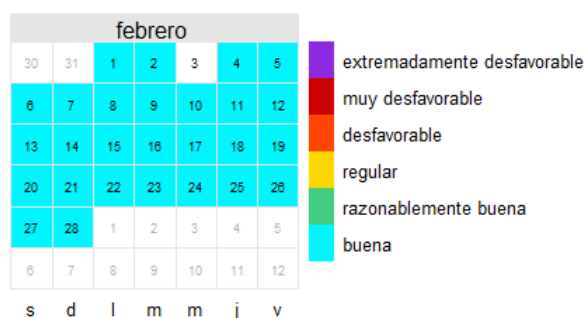 febrero
30 31 1 2 3 4 5
6 7 8 9 10 11 12
13 14 15 16 17 18 19
20 21 22 23 24 25 26
27 28 1 2 3 4 5
6 7 8 9 10 11 12
s d l m m j v
extremadamente desfavorable
muy desfavorable
desfavorable
regular
razonablemente buena
buena